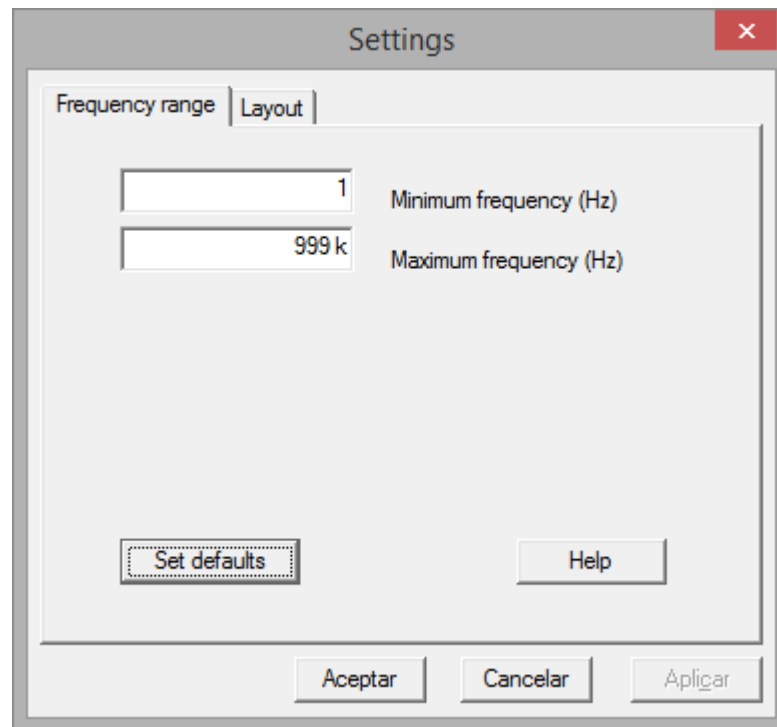 Settings
Frequency range Layout
1 Minimum frequency (Hz)
999 k Maximum frequency (Hz)
Set defaults Help
Aceptar Cancelar Aplicar